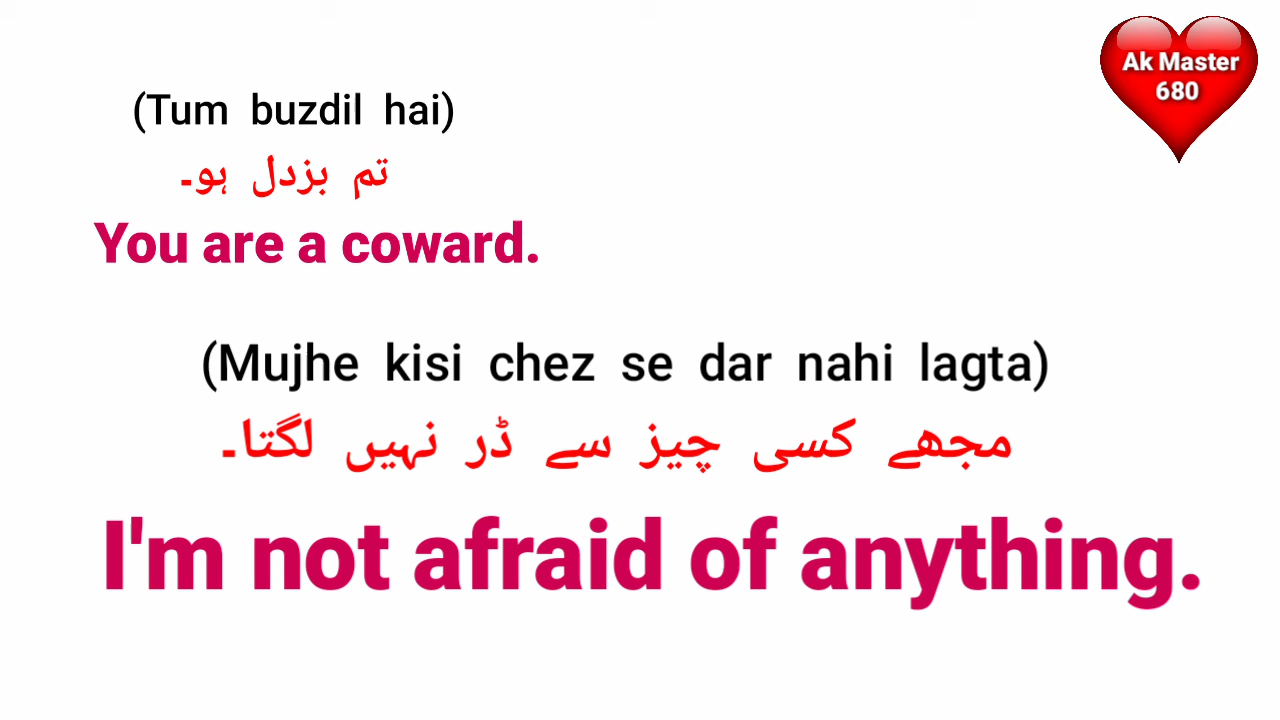 Ak Master
680
(Tum buzdil hai)
تم بزدل ہو۔
You are a coward.
(Mujhe kisi chez se dar nahi lagta)
مجھے کسی چیز سے ڈر نہیں لگتا۔
I'm not afraid of anything.